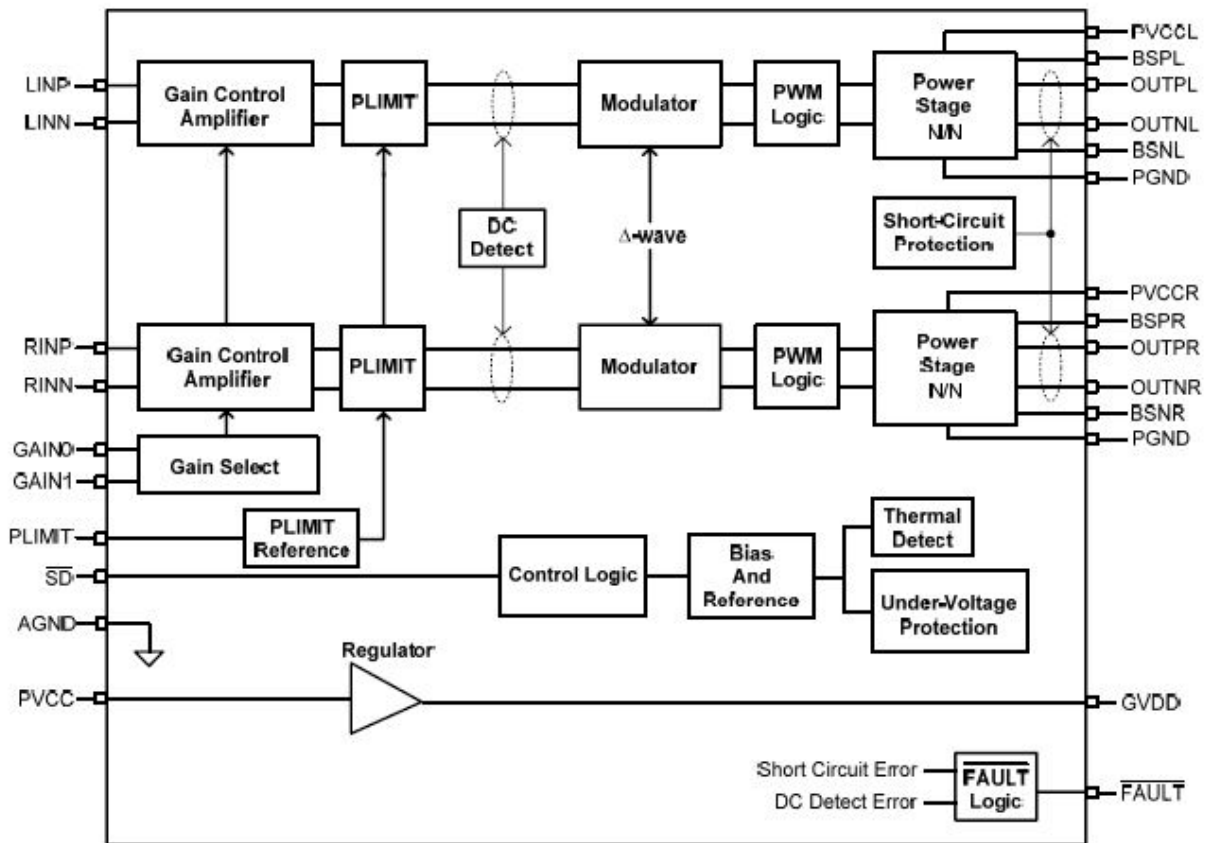 PVCCL
BSPL
LINP
Gain Control
Amplifier
PLIMIT
Modulator
PWM
Logic
Power
Stage
N/N
OUTPL
LINN
OUTNL
BSNL
PGND
DC
Detect
Δ-wave
Short-Circuit
Protection
PVCCR
BSPR
RINP
Gain Control
Amplifier
PLIMIT
Modulator
PWM
Logic
Power
Stage
N/N
OUTPR
RINN
OUTNR
BSNR
PGND
GAIN0
GAIN1
Gain Select
PLIMIT
PLIMIT
Reference
Thermal
Detect
SD
Control Logic
Bias
And
Reference
Under-Voltage
Protection
AGND
Regulator
PVCC
GVDD
Short Circuit Error
DC Detect Error
FAULT
Logic
FAULT